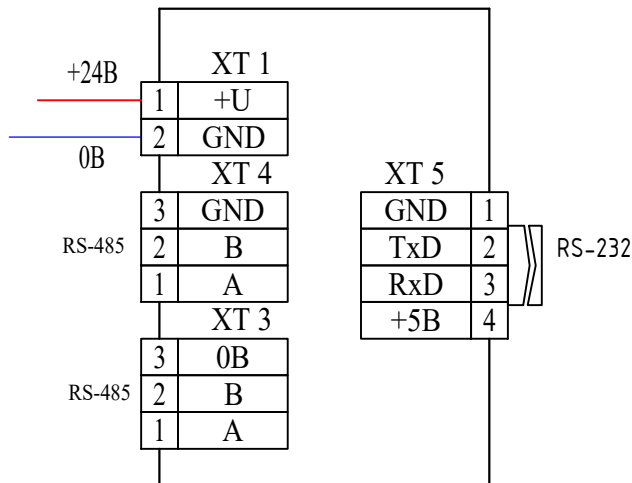 +24В
XT 1
1 +U
2 GND
0В
XT 4
3 GND
RS-485 2 B
1 A
XT 3
3 0В
RS-485 2 B
1 A
XT 5
GND 1
TxD 2 RS-232
RxD 3
+5В 4